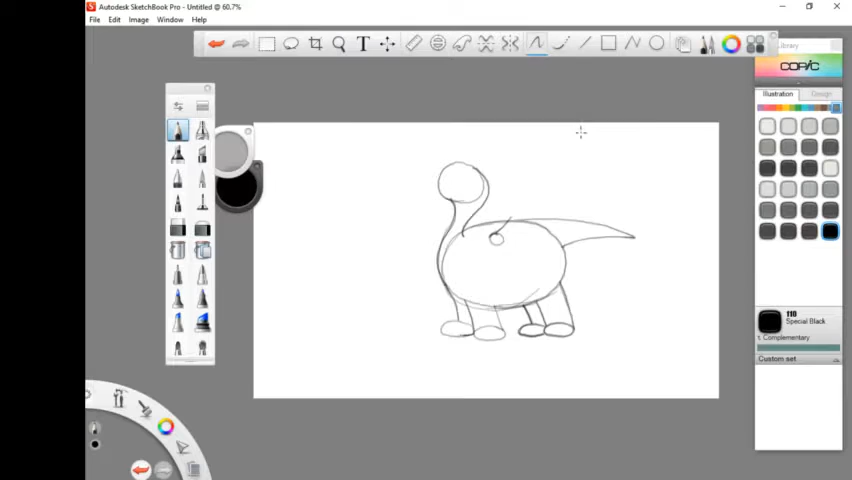 Autodesk SketchBook Pro - Untitled @ 60.7%
File Edit Image Window Help
T
Library
COPIC
Illustration Design
110
Special Black
1: Complementary
Custom set